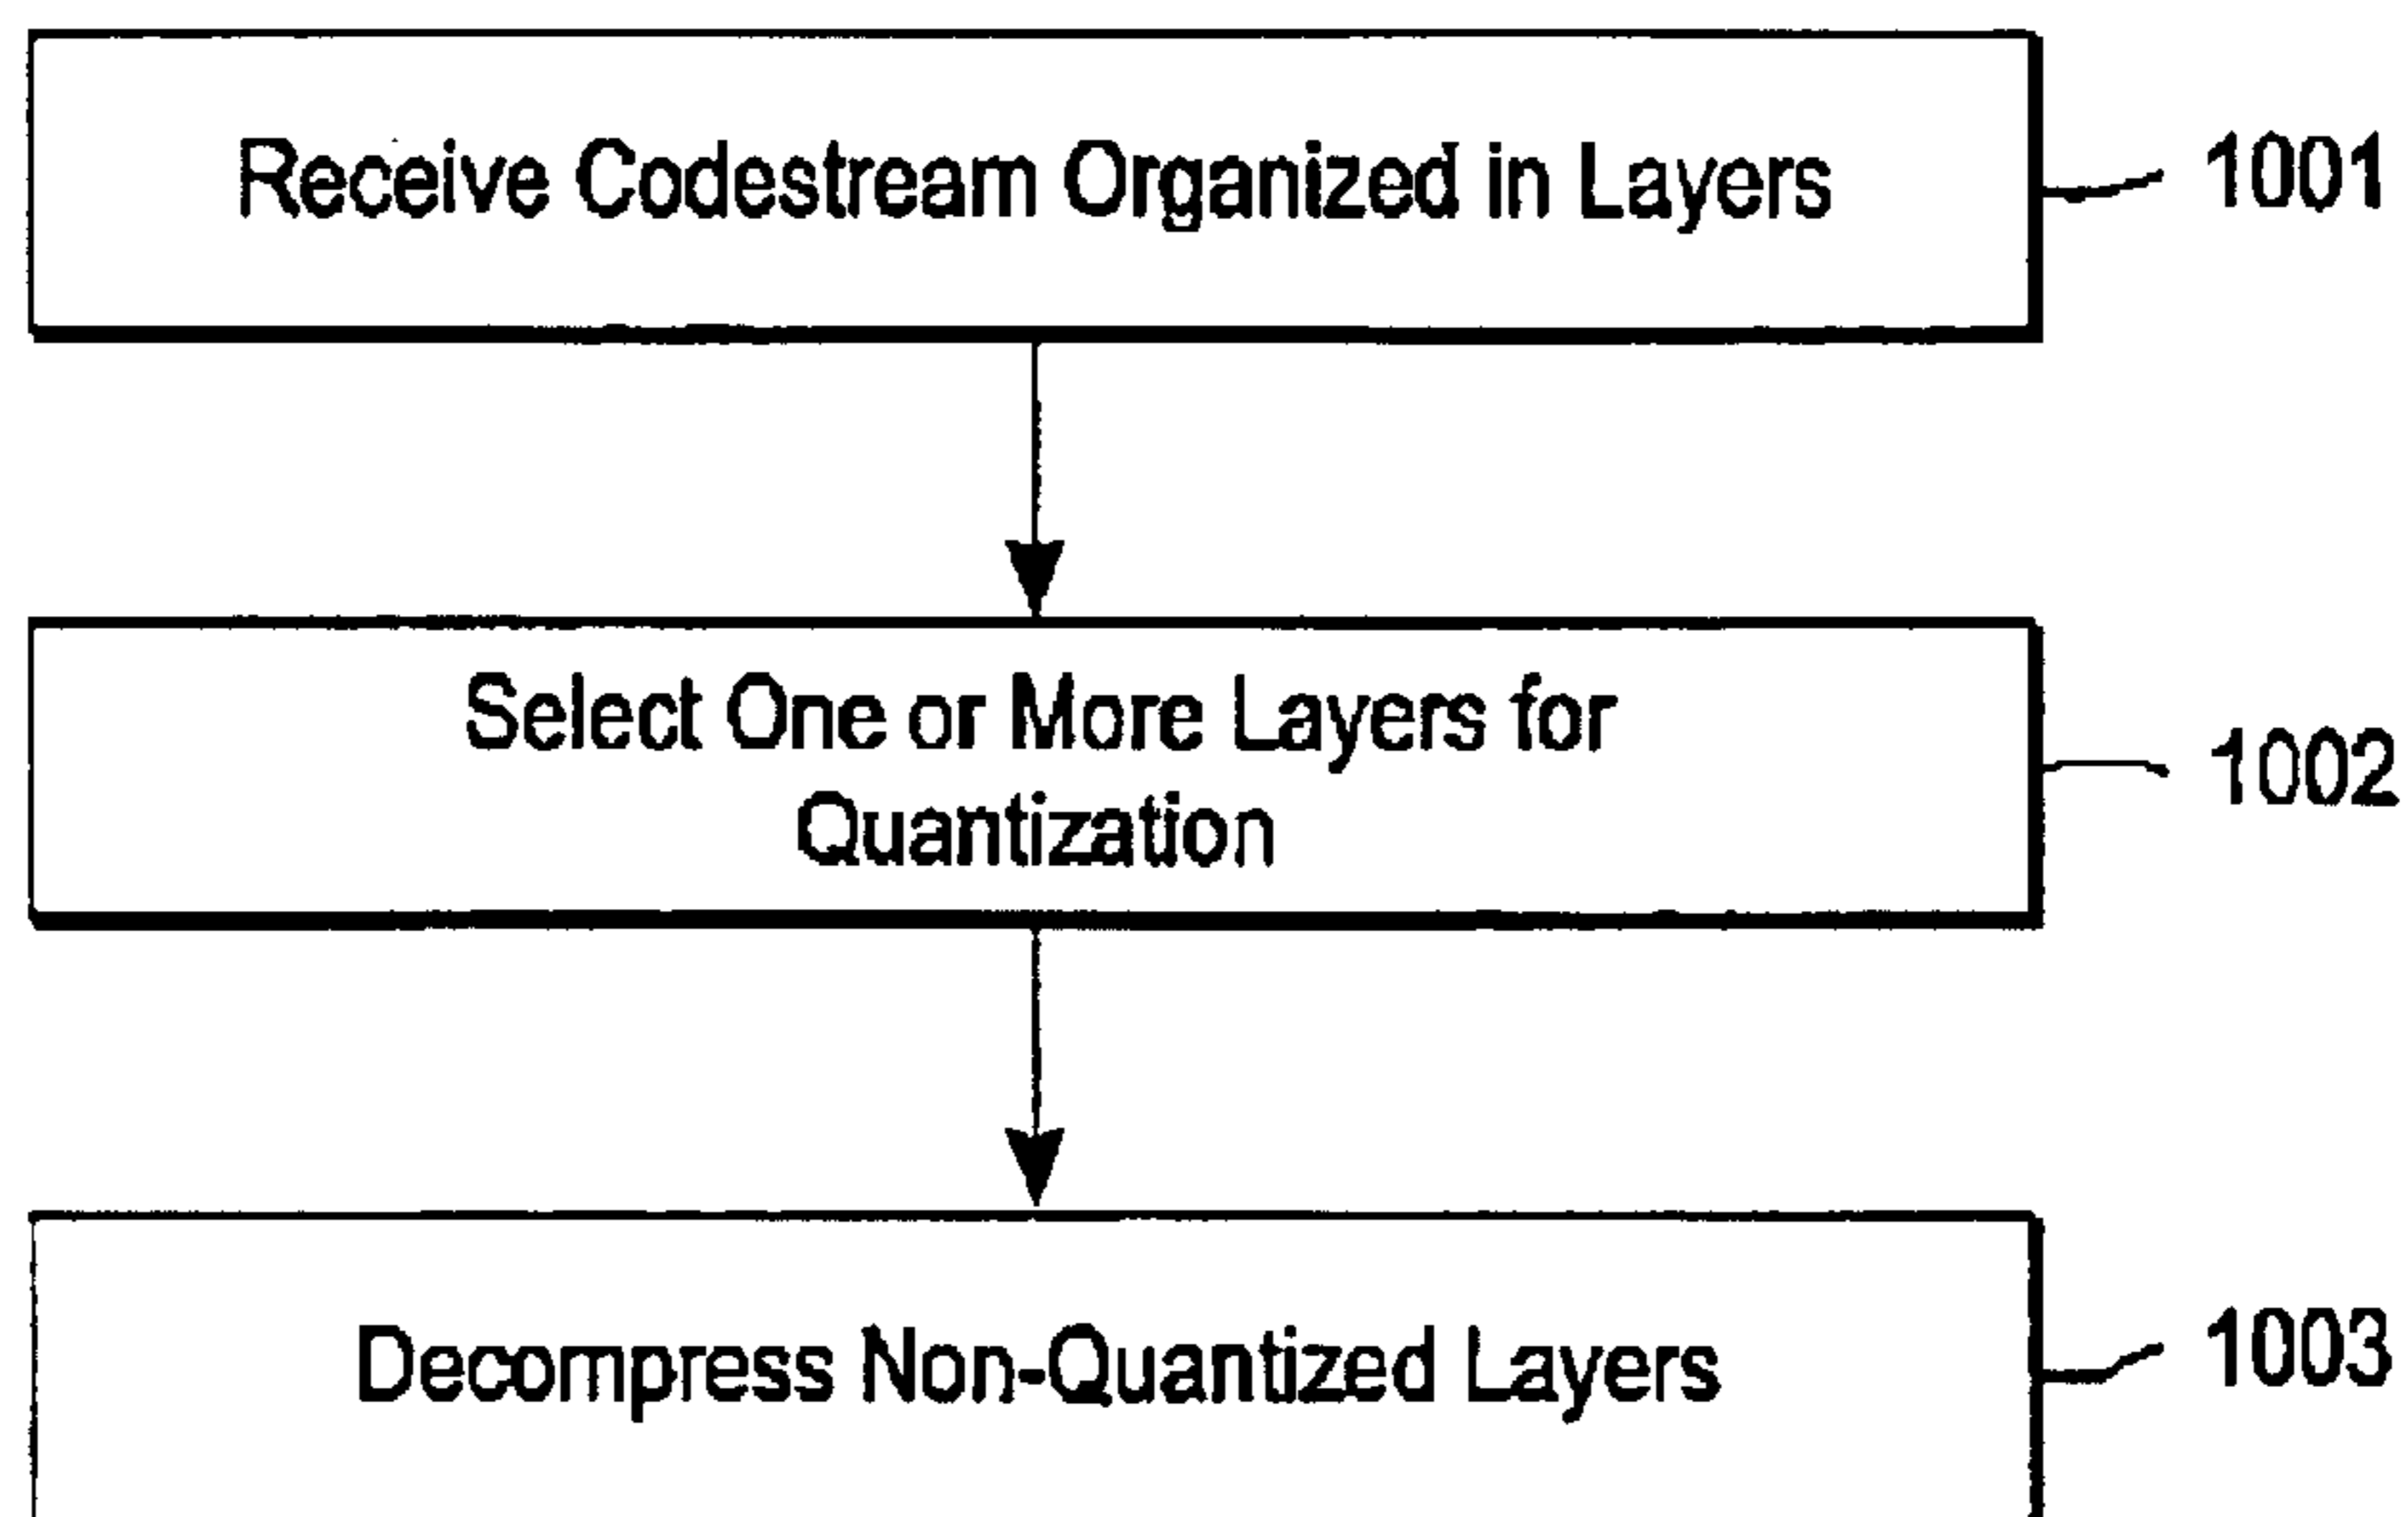 Receive Codestream Organized in Layers
1001
Select One or More Layers for
Quantization
1002
Decompress Non-Quantized Layers
1003